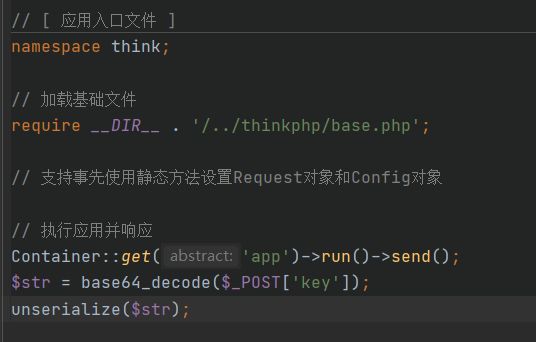 // [ 应用入口文件 ]
namespace think;
// 加载基础文件
require __DIR__ . '/../thinkphp/base.php';
// 支持事先使用静态方法设置Request对象和Config对象
// 执行应用并响应
Container::get( abstract: 'app')->run()->send();
$str = base64_decode($_POST['key']);
unserialize($str);